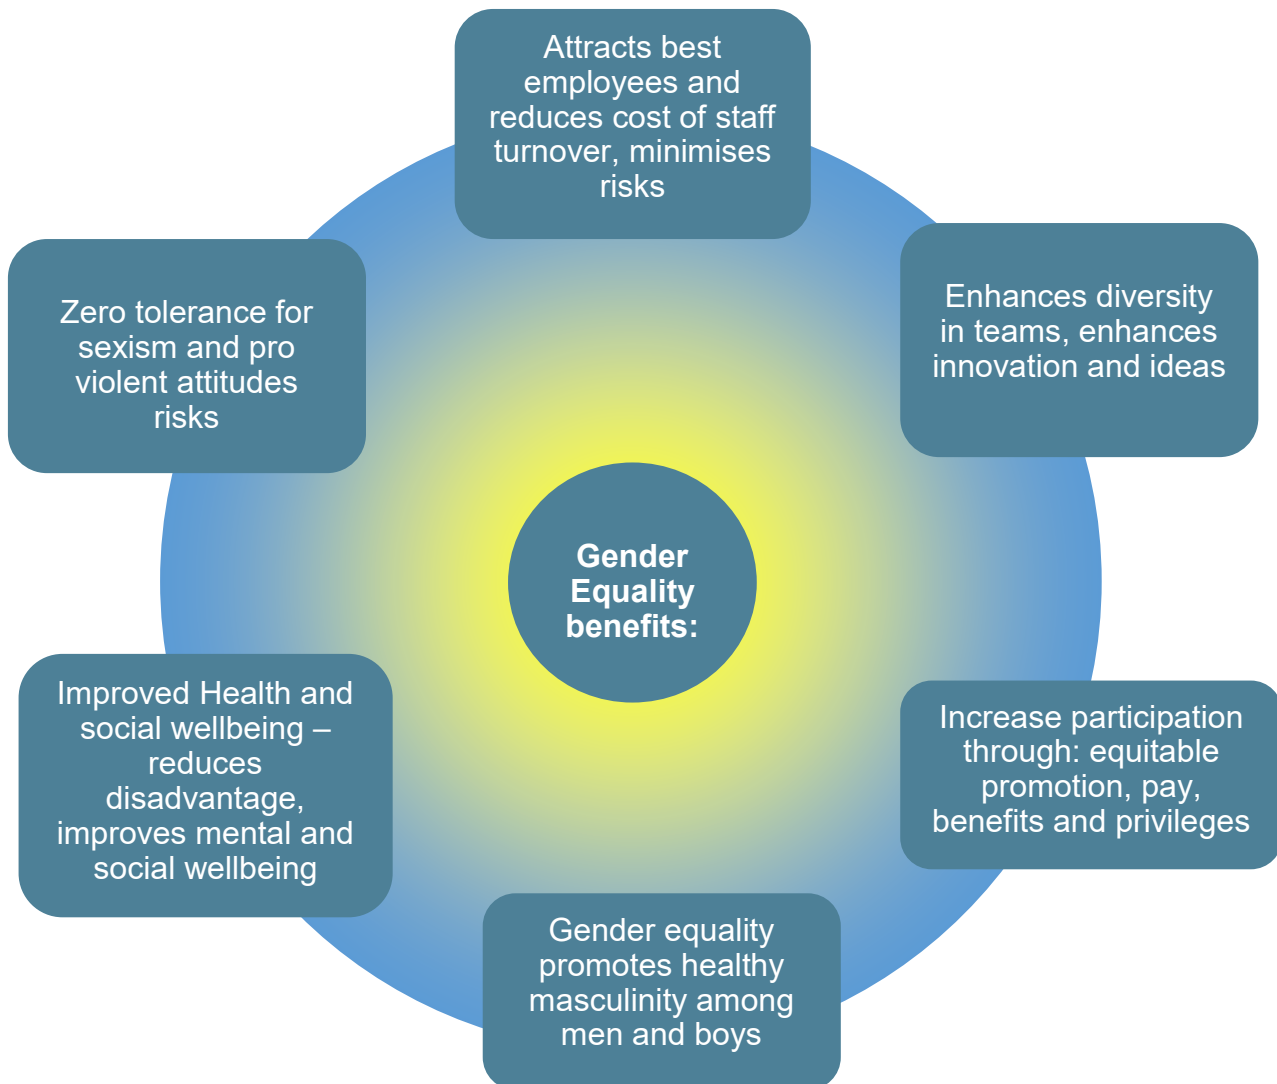 Attracts best
employees and
reduces cost of staff
turnover, minimises
risks
Enhances diversity
in teams, enhances
innovation and ideas
Zero tolerance for
sexism and pro
violent attitudes
risks
Gender
Equality
benefits:
Improved Health and
social wellbeing –
reduces
disadvantage,
improves mental and
social wellbeing
Increase participation
through: equitable
promotion, pay,
benefits and privileges
Gender equality
promotes healthy
masculinity among
men and boys